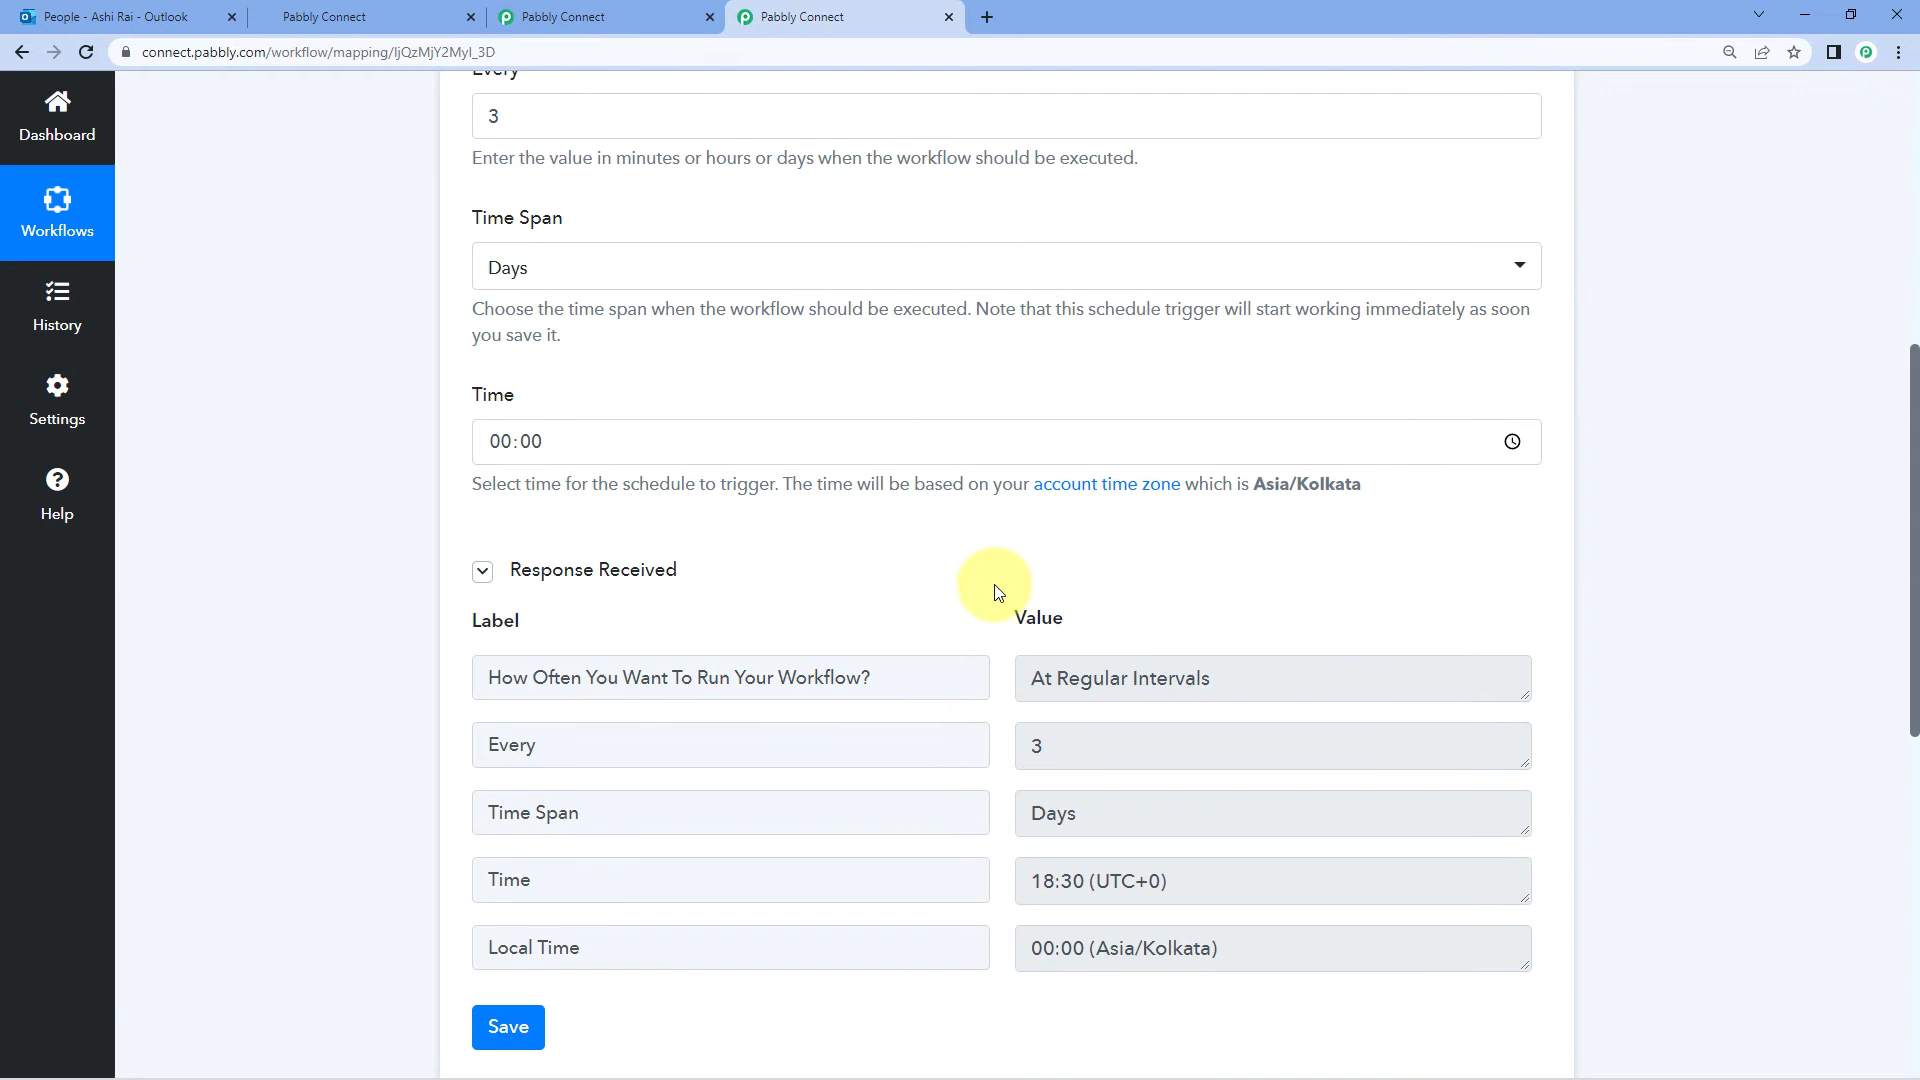 People - Ashi Rai - Outlook
Pabbly Connect
Pabbly Connect
Pabbly Connect
connect.pabbly.com/workflow/mapping/IjQzMjY2MyI_3D
Dashboard
Workflows
History
Settings
Help
Every
3
Enter the value in minutes or hours or days when the workflow should be executed.
Time Span
Days
Choose the time span when the workflow should be executed. Note that this schedule trigger will start working immediately as soon
you save it.
Time
00:00
Select time for the schedule to trigger. The time will be based on your account time zone which is Asia/Kolkata
Response Received
Label Value
How Often You Want To Run Your Workflow? At Regular Intervals
Every 3
Time Span Days
Time 18:30 (UTC+0)
Local Time 00:00 (Asia/Kolkata)
Save